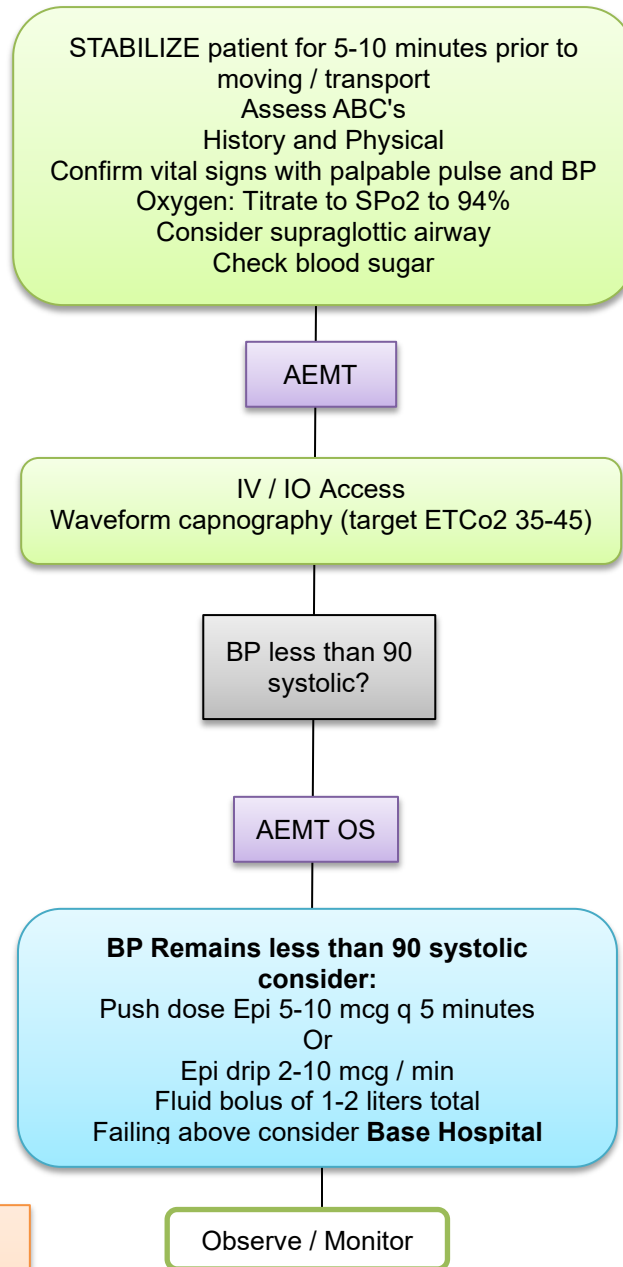 STABILIZE patient for 5-10 minutes prior to
moving / transport
Assess ABC's
History and Physical
Confirm vital signs with palpable pulse and BP
Oxygen: Titrate to SPo2 to 94%
Consider supraglottic airway
Check blood sugar
AEMT
IV / IO Access
Waveform capnography (target ETCo2 35-45)
BP less than 90
systolic?
AEMT OS
BP Remains less than 90 systolic
consider:
Push dose Epi 5-10 mcg q 5 minutes
Or
Epi drip 2-10 mcg / min
Fluid bolus of 1-2 liters total
Failing above consider Base Hospital
Observe / Monitor